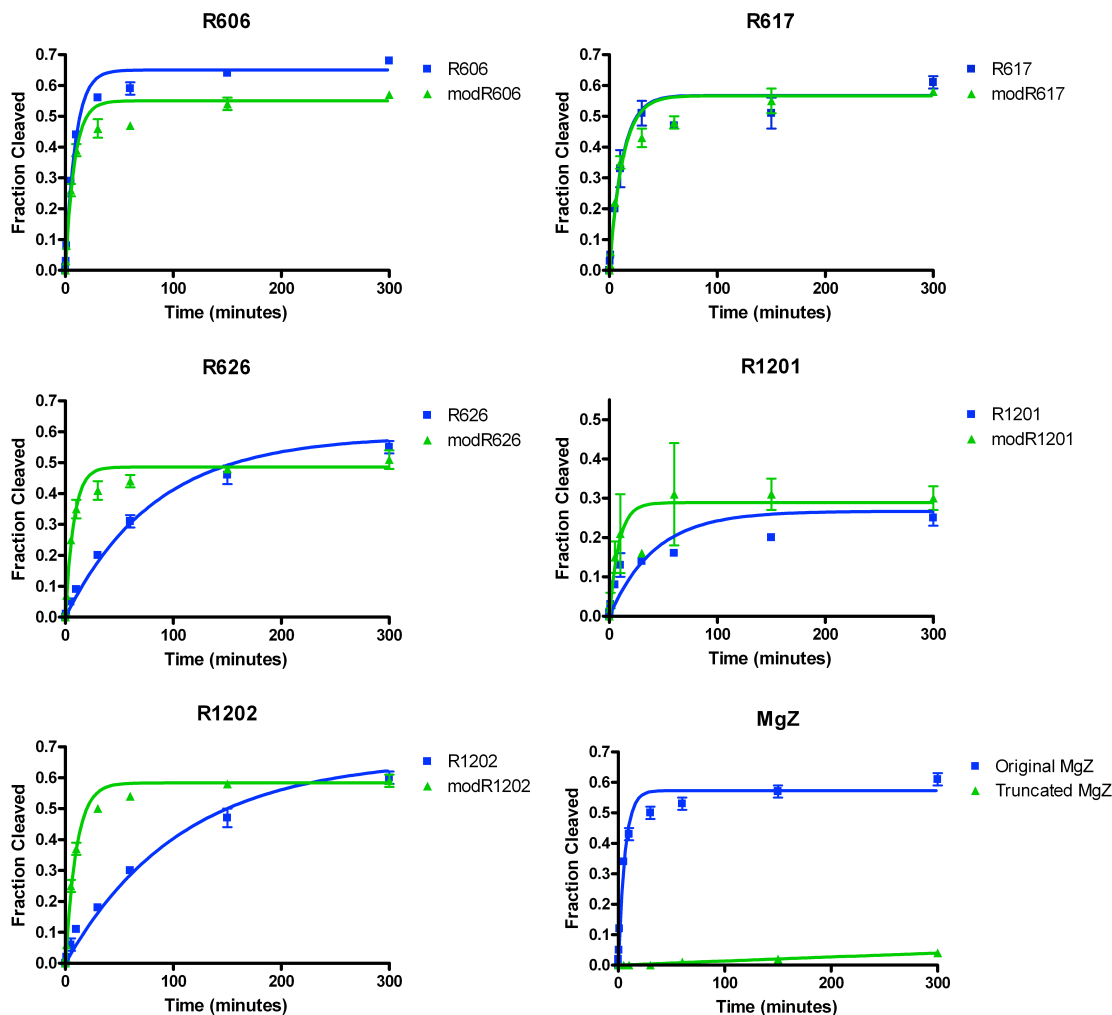 R606
0.7
0.6
0.5
0.4
0.3
0.2
0.1
0.0
Fraction Cleaved
0 100 200 300
Time (minutes)
R606
modR606
R617
0.7
0.6
0.5
0.4
0.3
0.2
0.1
0.0
Fraction Cleaved
0 100 200 300
Time (minutes)
R617
modR617
R626
0.7
0.6
0.5
0.4
0.3
0.2
0.1
0.0
Fraction Cleaved
0 100 200 300
Time (minutes)
R626
modR626
R1201
0.5
0.4
0.3
0.2
0.1
0.0
Fraction Cleaved
0 100 200 300
Time (minutes)
R1201
modR1201
R1202
0.7
0.6
0.5
0.4
0.3
0.2
0.1
0.0
Fraction Cleaved
0 100 200 300
Time (minutes)
R1202
modR1202
MgZ
0.7
0.6
0.5
0.4
0.3
0.2
0.1
0.0
Fraction Cleaved
0 100 200 300
Time (minutes)
Original MgZ
Truncated MgZ